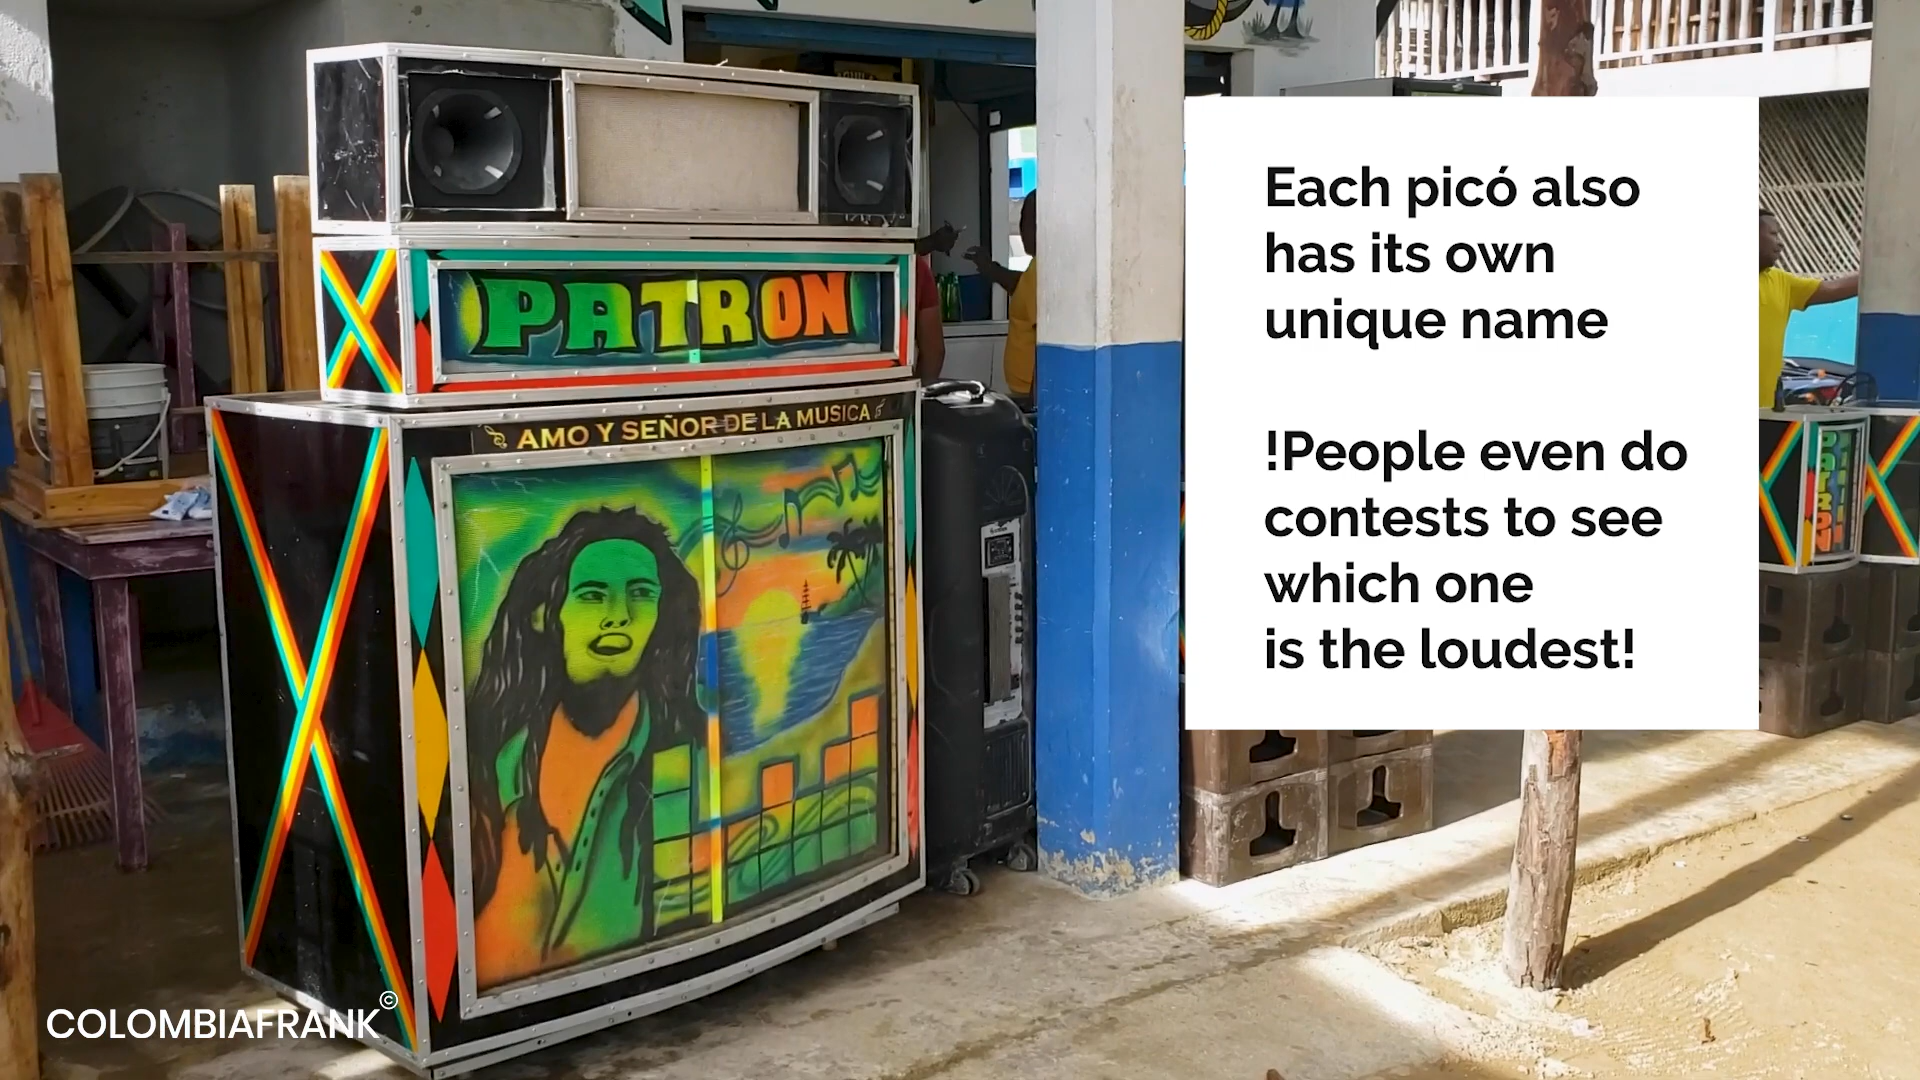 PATRON
AMO Y SEÑOR DE LA MUSICA
Each picó also
has its own
unique name
!People even do
contests to see
which one
is the loudest!
PATRON
COLOMBIAFRANK©